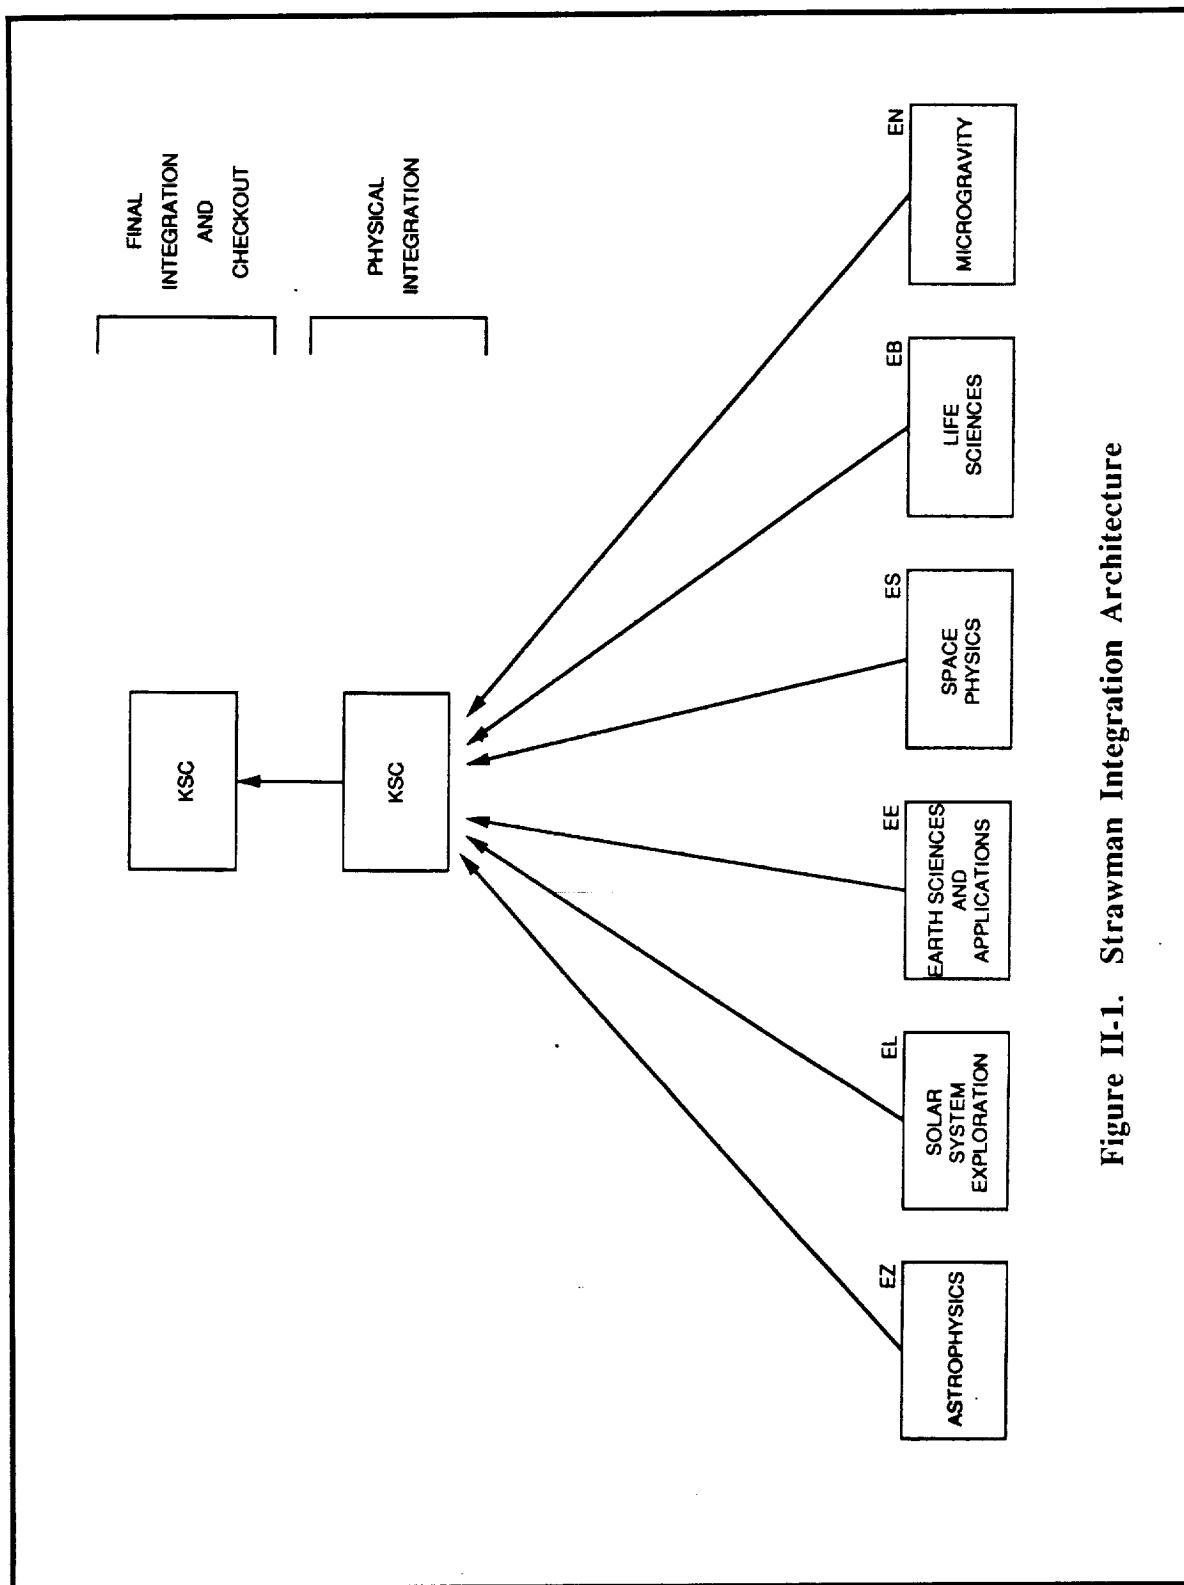 FINAL
INTEGRATION
AND
CHECKOUT
KSC
PHYSICAL
INTEGRATION
KSC
EZ
ASTROPHYSICS
EL
SOLAR
SYSTEM
EXPLORATION
EE
EARTH SCIENCES
AND
APPLICATIONS
ES
SPACE
PHYSICS
EB
LIFE
SCIENCES
EN
MICROGRAVITY
Figure II-1. Strawman Integration Architecture